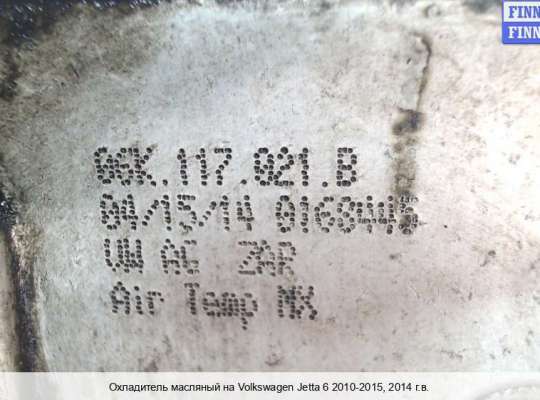 FINN
FINN
06K.117.021.B
04/15/14 0168445
VW AG ZAR
Air Temp MX
Охладитель масляный на Volkswagen Jetta 6 2010-2015, 2014 г.в.